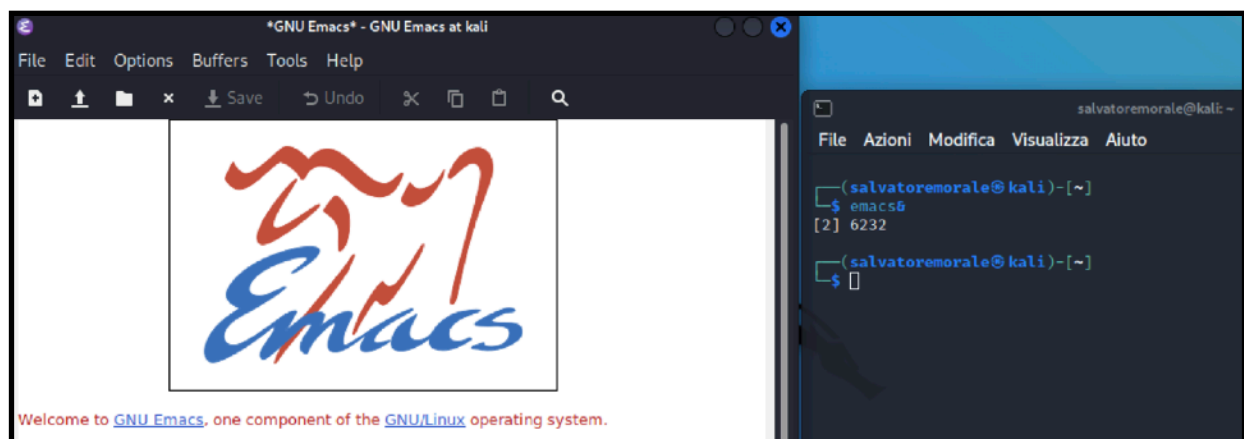 *GNU Emacs* - GNU Emacs at kali
File Edit Options Buffers Tools Help
Save Undo
Emacs
Welcome to GNU Emacs, one component of the GNU/Linux operating system.
salvatoremorale@kali: ~
File Azioni Modifica Visualizza Aiuto
(salvatoremorale㉿kali)-[~]
$ emacs&
[2] 6232
(salvatoremorale㉿kali)-[~]
$